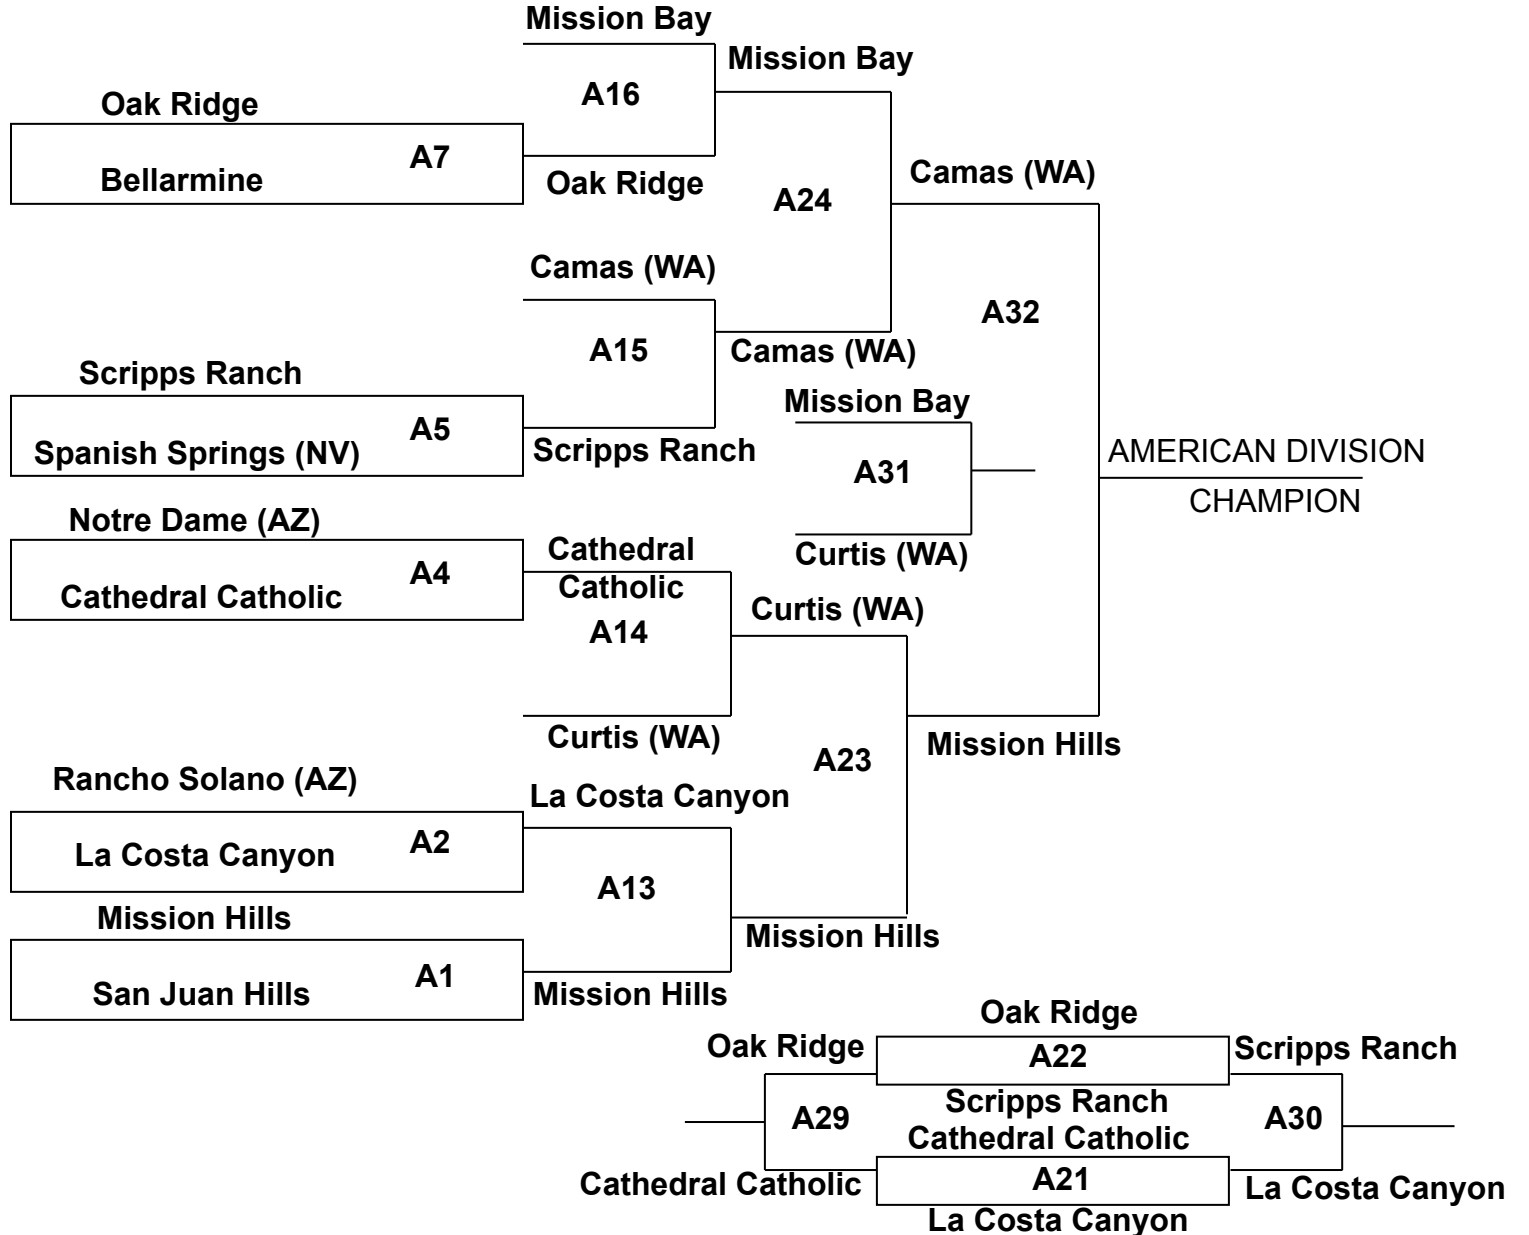 Mission Bay
Mission Bay
A16
Oak Ridge
A7
Bellarmine
Oak Ridge
Camas (WA)
A24
Camas (WA)
A32
A15
Camas (WA)
Scripps Ranch
Mission Bay
A5
Spanish Springs (NV)
Scripps Ranch
A31
AMERICAN DIVISION
CHAMPION
Notre Dame (AZ)
Cathedral
Catholic
Curtis (WA)
A4
Cathedral Catholic
Curtis (WA)
A14
Curtis (WA)
A23
Mission Hills
Rancho Solano (AZ)
La Costa Canyon
A2
La Costa Canyon
A13
Mission Hills
Mission Hills
A1
San Juan Hills
Mission Hills
Oak Ridge
Oak Ridge
A22
Scripps Ranch
Scripps Ranch
A29
A30
Cathedral Catholic
Cathedral Catholic
A21
La Costa Canyon
La Costa Canyon